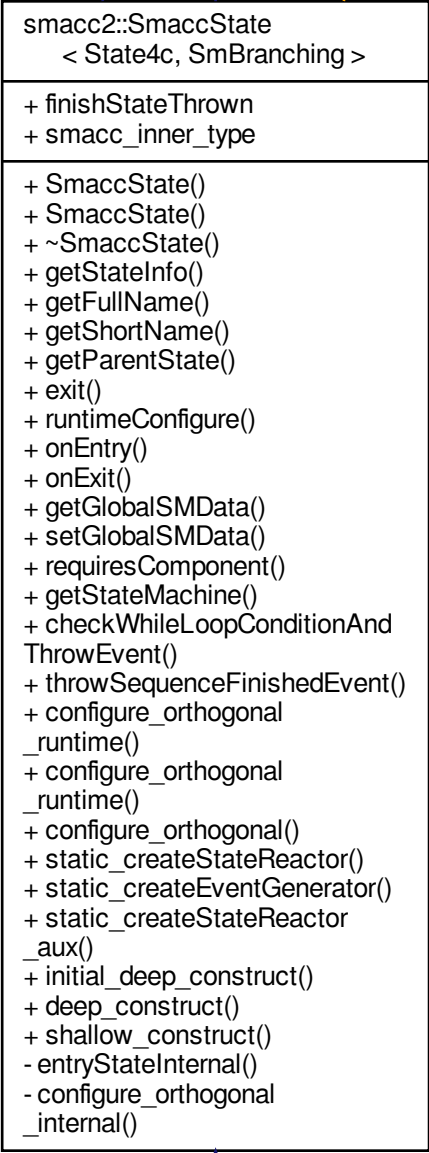 smacc2::SmaccState
< State4c, SmBranching >
+ finishStateThrown
+ smacc_inner_type
+ SmaccState()
+ SmaccState()
+ ~SmaccState()
+ getStateInfo()
+ getFullName()
+ getShortName()
+ getParentState()
+ exit()
+ runtimeConfigure()
+ onEntry()
+ onExit()
+ getGlobalSMData()
+ setGlobalSMData()
+ requiresComponent()
+ getStateMachine()
+ checkWhileLoopConditionAnd
ThrowEvent()
+ throwSequenceFinishedEvent()
+ configure_orthogonal
_runtime()
+ configure_orthogonal
_runtime()
+ configure_orthogonal()
+ static_createStateReactor()
+ static_createEventGenerator()
+ static_createStateReactor
_aux()
+ initial_deep_construct()
+ deep_construct()
+ shallow_construct()
- entryStateInternal()
- configure_orthogonal
_internal()